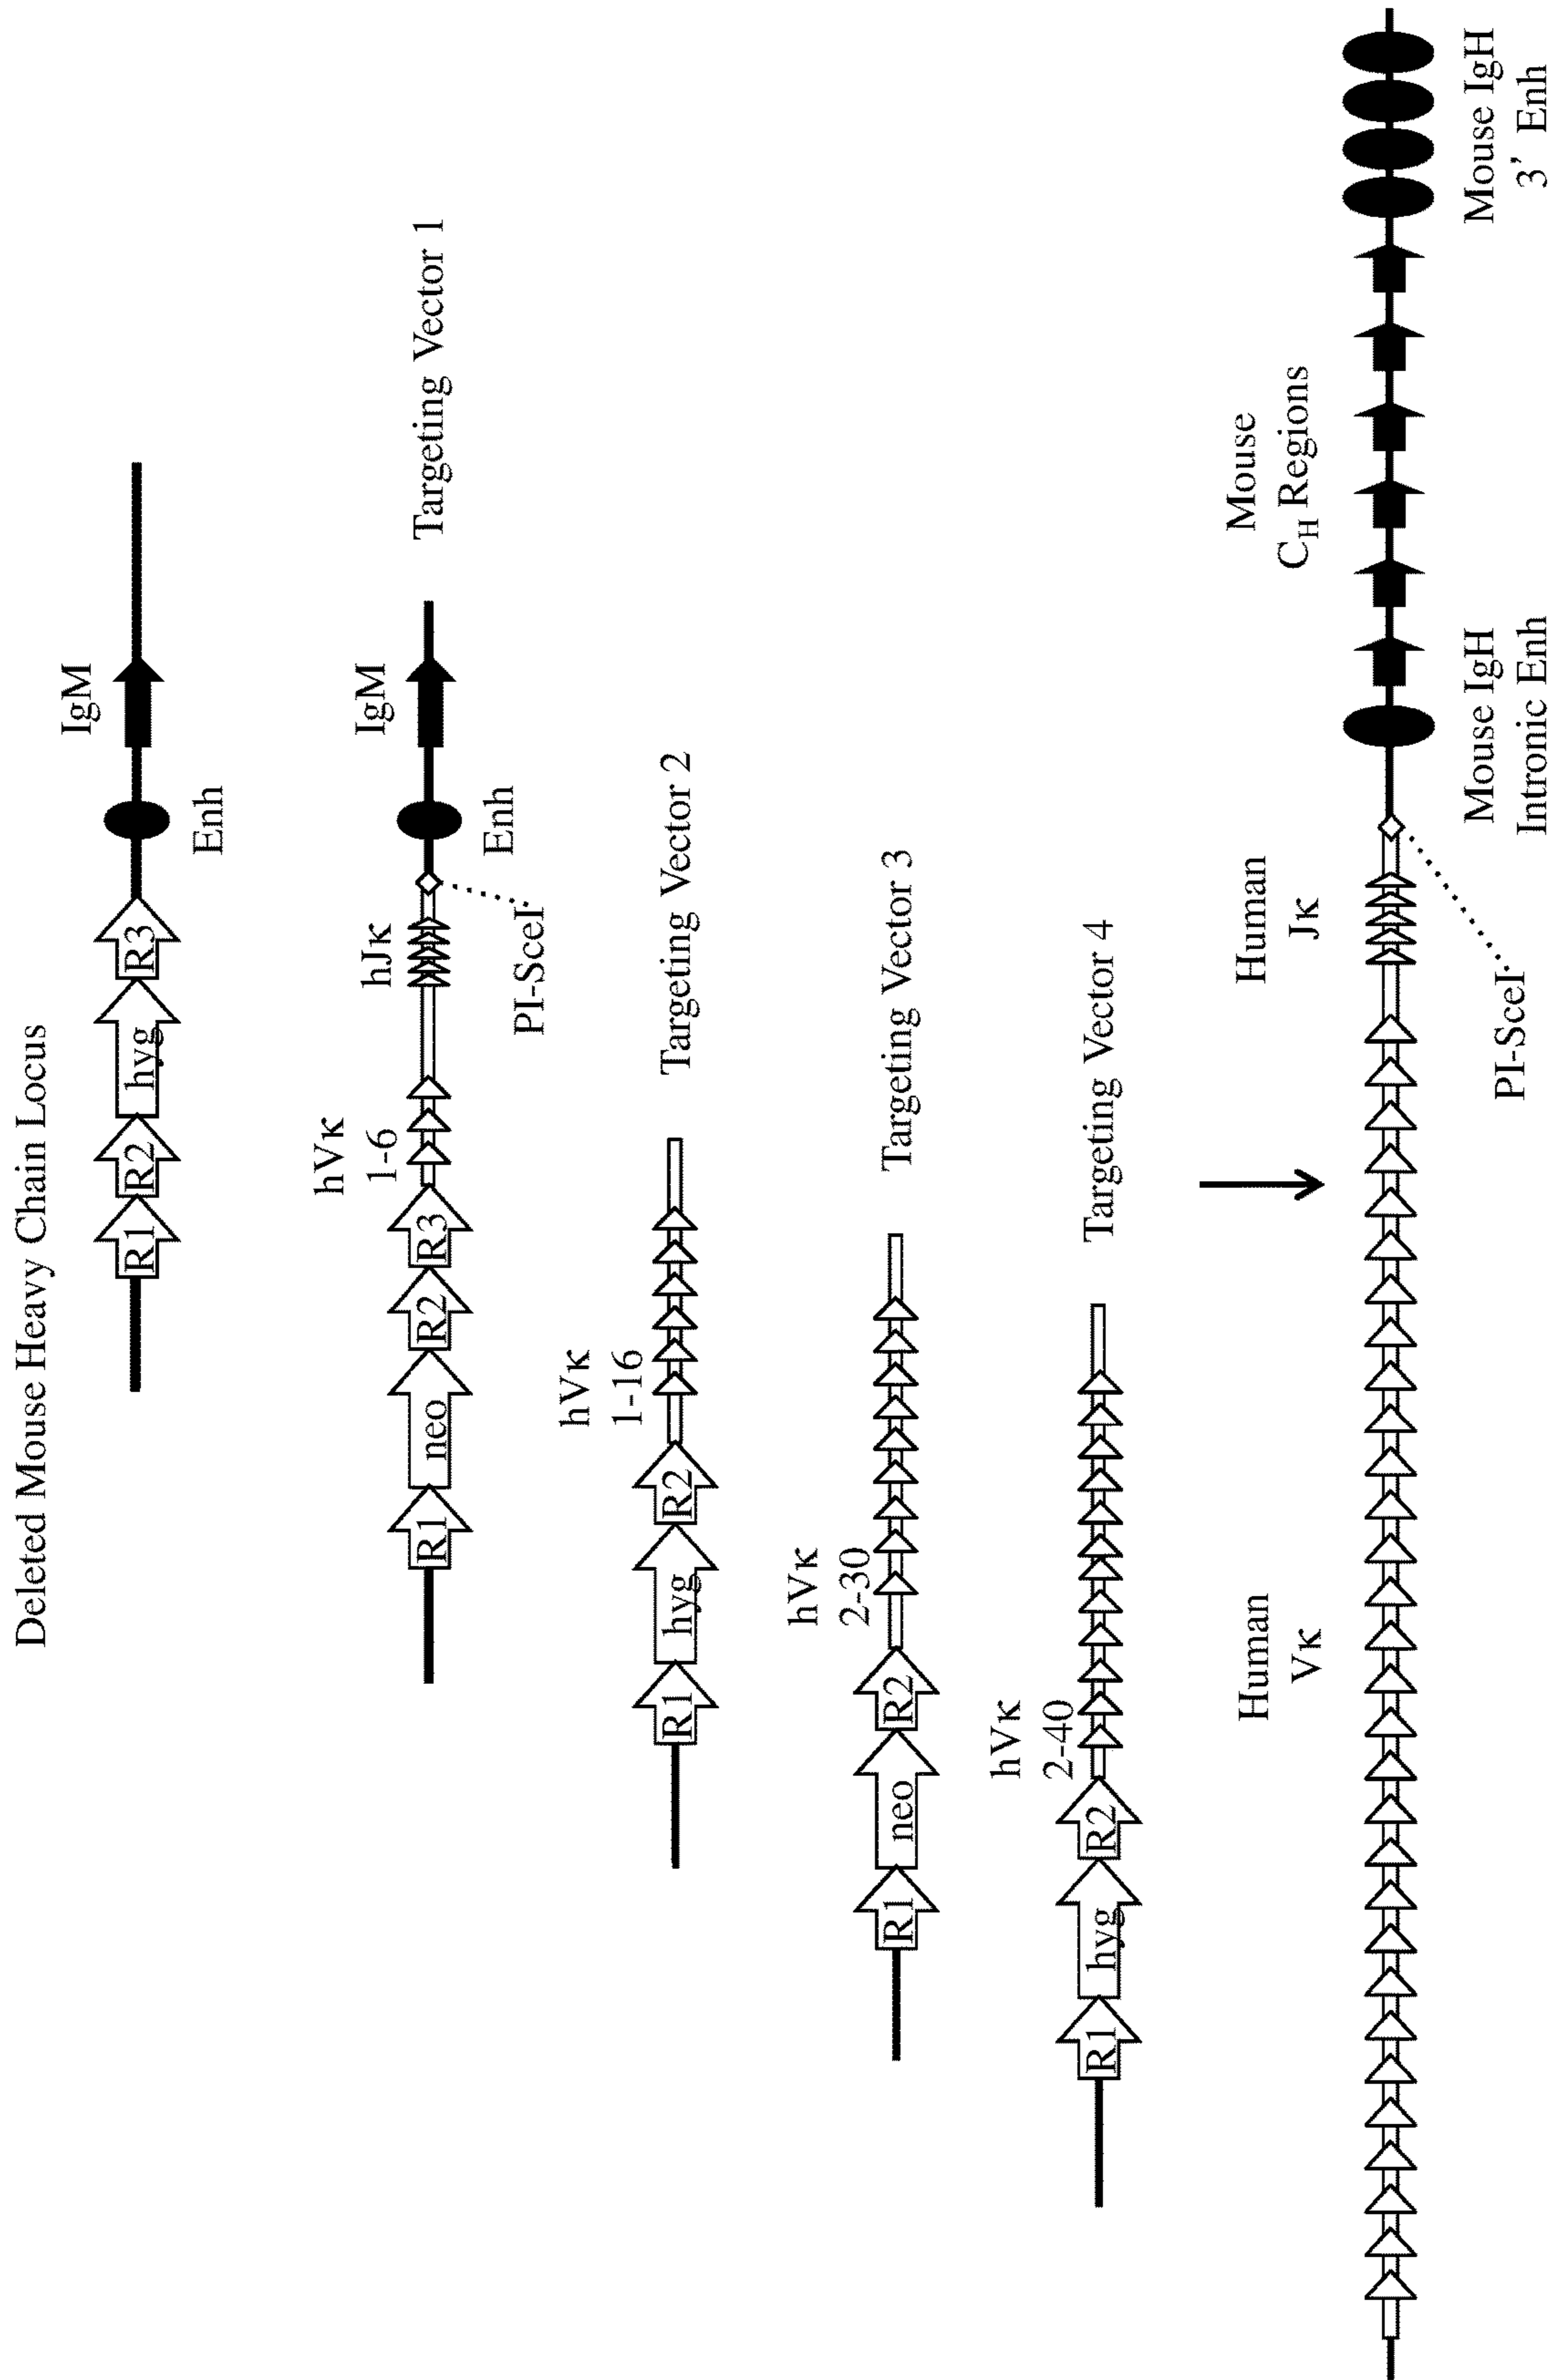 Deleted Mouse Heavy Chain Locus
R1
R2
hyg
R3
Enh
IgM
R1
neo
R2
R3
hVκ
1-6
hJκ
PI-SceI
Enh
IgM
Targeting Vector 1
R1
hyg
R2
hVκ
1-16
Targeting Vector 2
R1
neo
R2
hVκ
2-30
Targeting Vector 3
R1
hyg
R2
hVκ
2-40
Targeting Vector 4
Human
Vκ
Human
Jκ
PI-SceI
Mouse IgH
Intronic Enh
Mouse
CH Regions
Mouse IgH
3' Enh